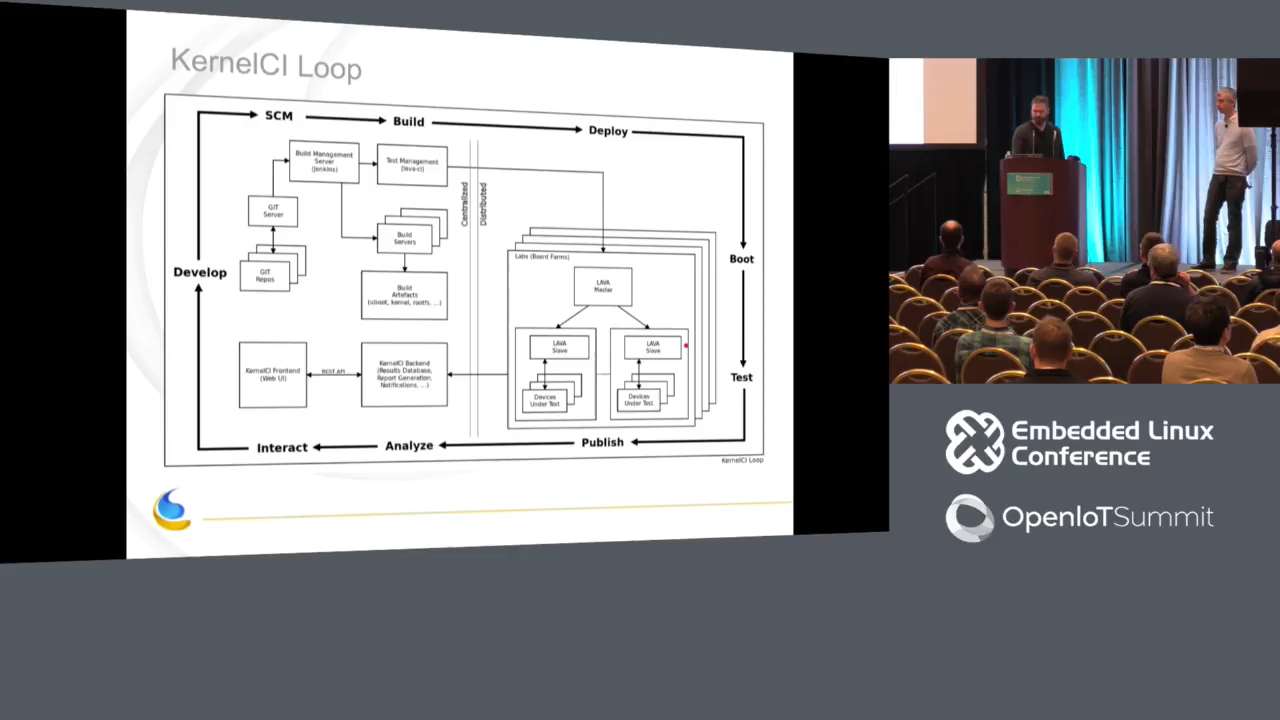 KernelCI Loop
SCM
Build
Deploy
Build Management
Server
(Jenkins)
Test Management
(lava-ci)
Centralized
Distributed
GIT
Server
Build
Servers
GIT
Repos
Develop
Boot
Labs (Board Farms)
LAVA
Master
Build
Artefacts
(uboot, kernel, rootfs, ...)
LAVA
Slave
LAVA
Slave
KernelCI Frontend
(Web UI)
REST API
KernelCI Backend
(Results Database,
Report Generation,
Notifications, ...)
Devices
Under Test
Devices
Under Test
Test
Interact
Analyze
Publish
KernelCI Loop
Embedded Linux
Conference
OpenIoTSummit